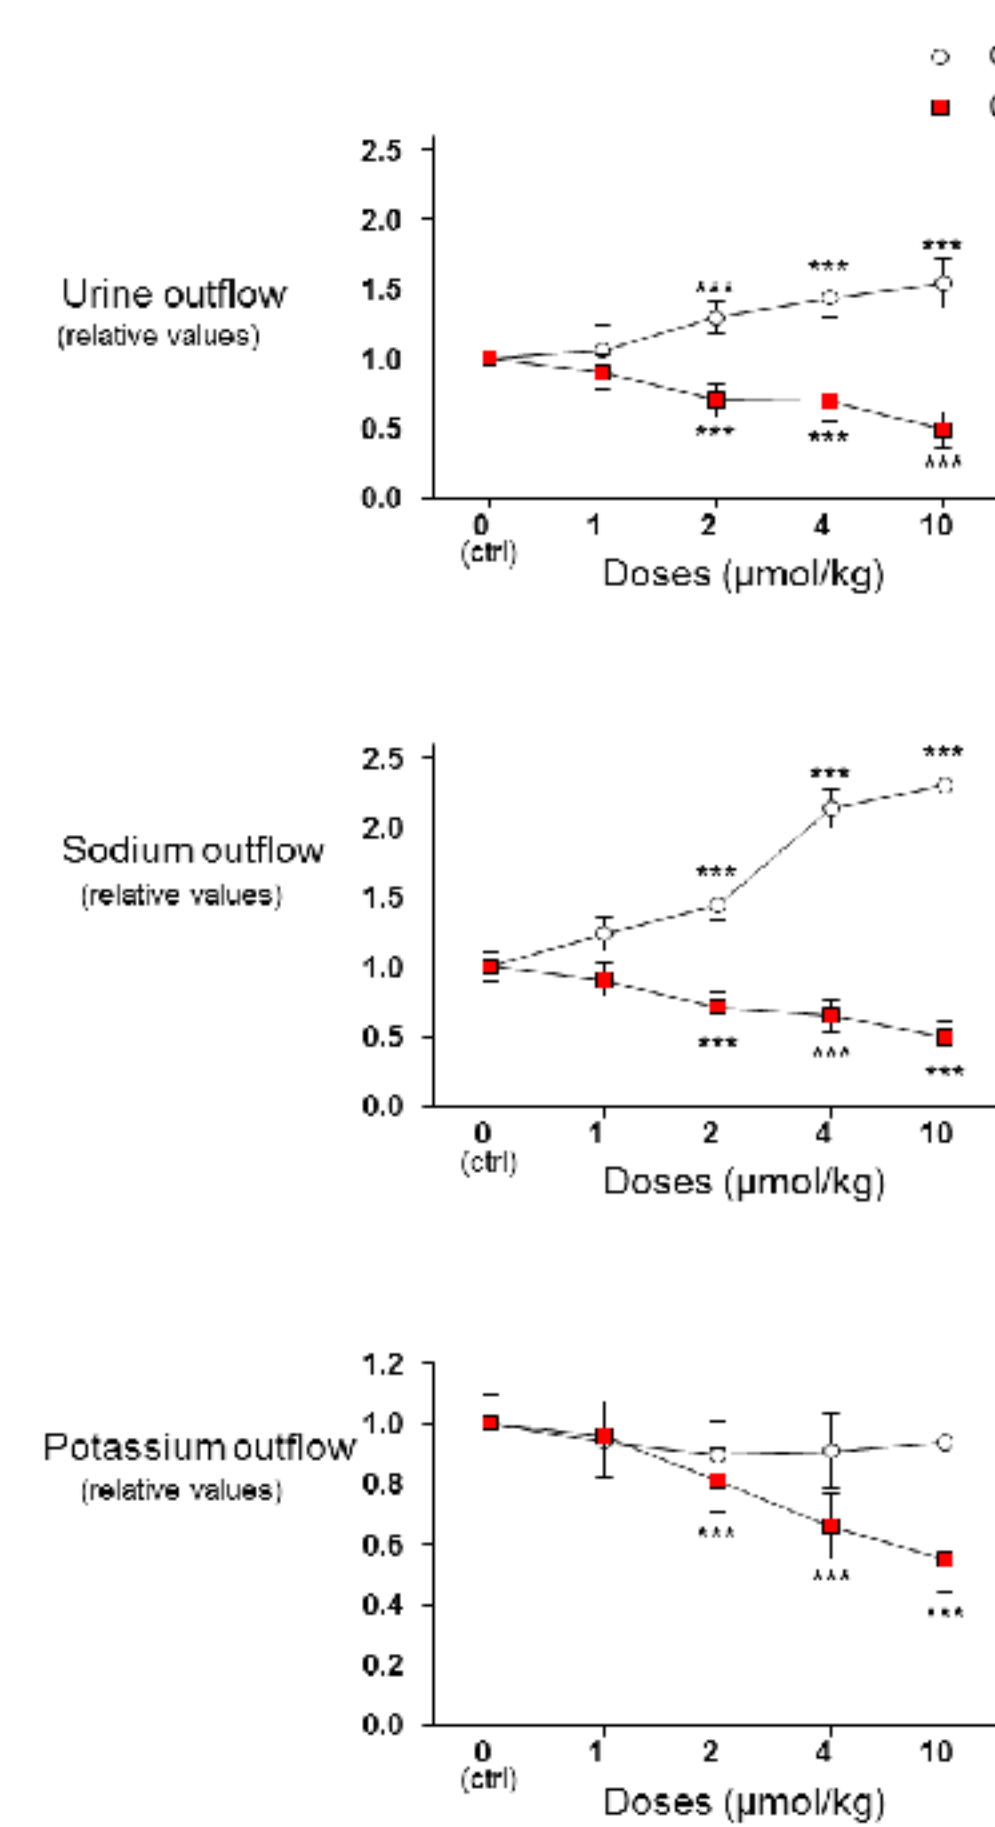 2.5
2.0
Urine outflow
(relative values)
1.5
1.0
0.5
0.0
***
***
***
***
***
***
0 1 2 4 10
(ctrl)
Doses (µmol/kg)
2.5
2.0
Sodium outflow
(relative values)
1.5
1.0
0.5
0.0
***
***
***
***
***
***
0 1 2 4 10
(ctrl)
Doses (µmol/kg)
1.2
1.0
Potassium outflow
(relative values)
0.8
0.6
0.4
0.2
0.0
***
***
***
0 1 2 4 10
(ctrl)
Doses (µmol/kg)